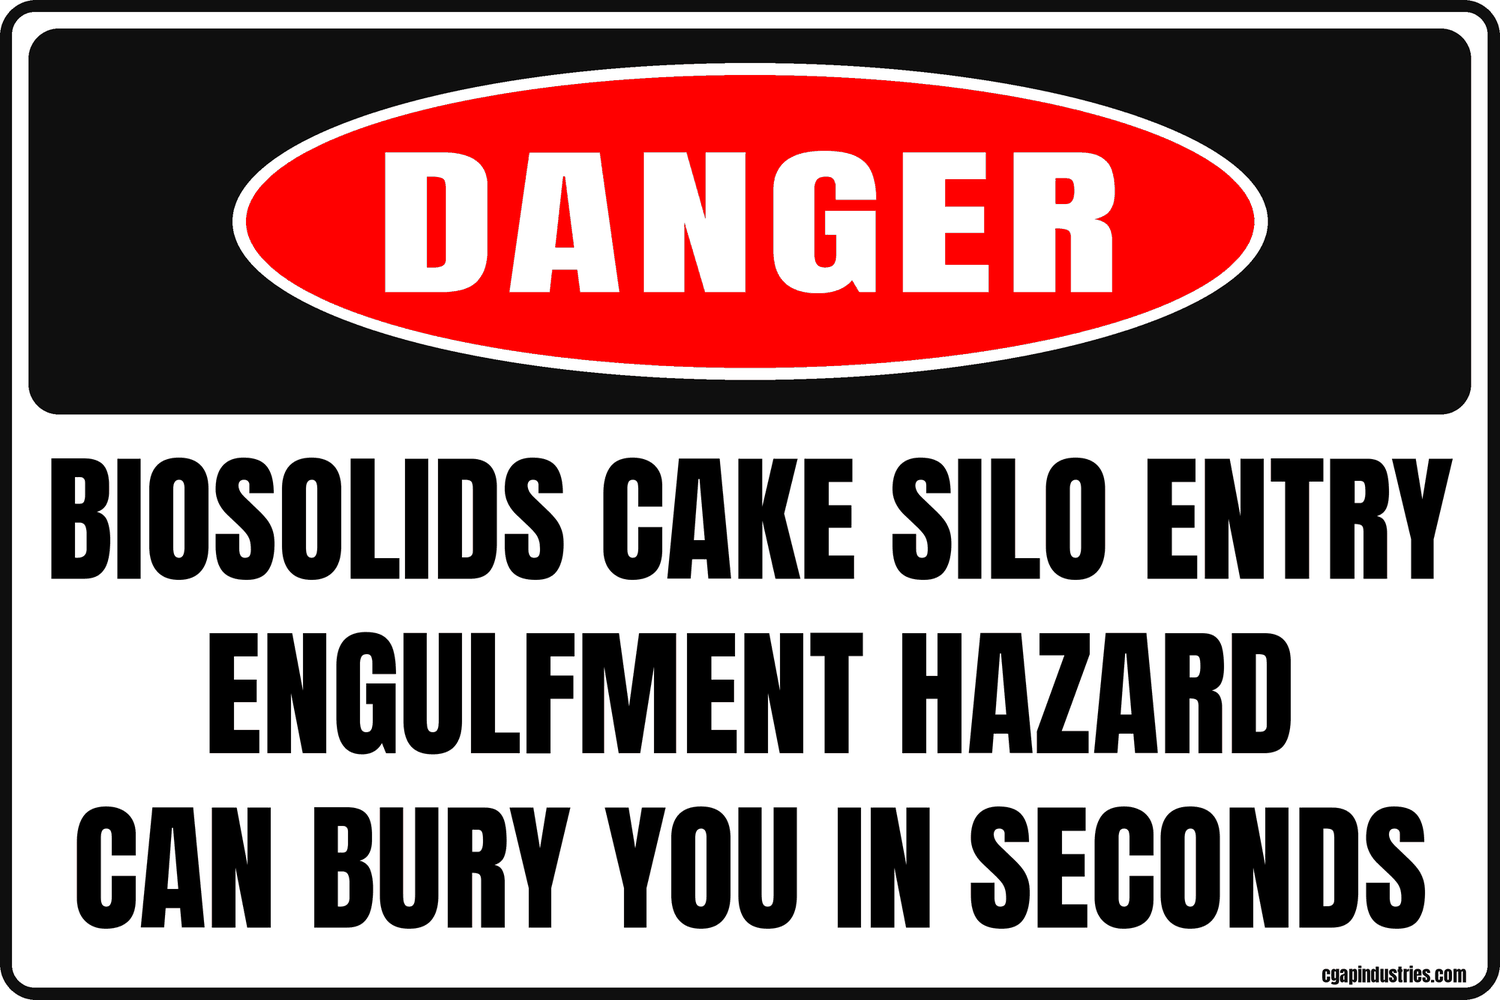 DANGER
BIOSOLIDS CAKE SILO ENTRY
ENGULFMENT HAZARD
CAN BURY YOU IN SECONDS
cgapindustries.com